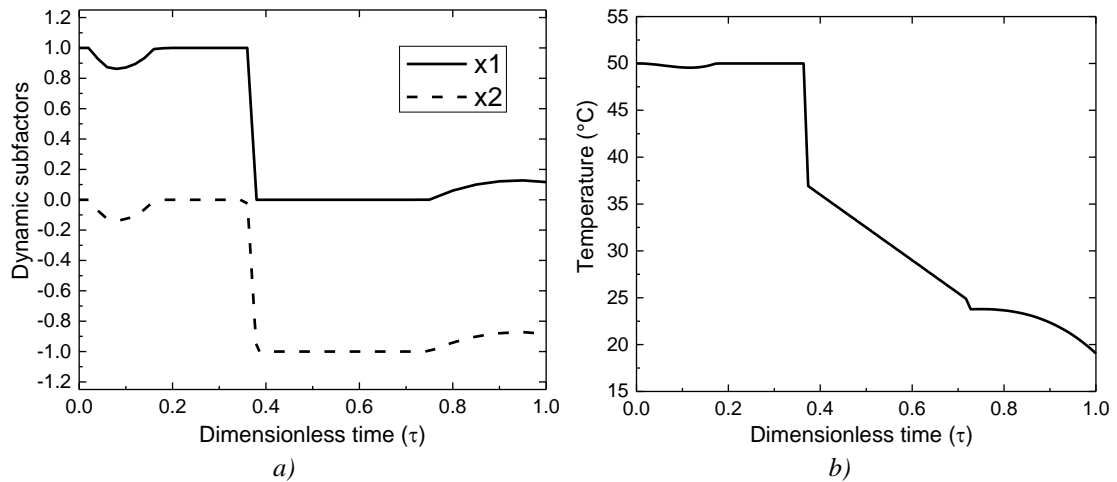 1.2
1.0
0.8
0.6
0.4
0.2
0.0
-0.2
-0.4
-0.6
-0.8
-1.0
-1.2
Dynamic subfactors
x1
x2
0.0 0.2 0.4 0.6 0.8 1.0
Dimensionless time (τ)
a)
55
50
45
40
35
30
25
20
15
Temperature (°C)
0.0 0.2 0.4 0.6 0.8 1.0
Dimensionless time (τ)
b)